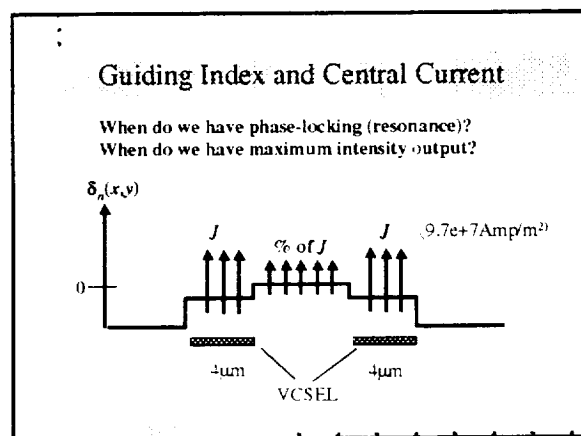 Guiding Index and Central Current
When do we have phase-locking (resonance)?
When do we have maximum intensity output?
δn(x,y)
J % of J J (9.7e+7Amp/m²)
0
4μm 4μm
VCSEL